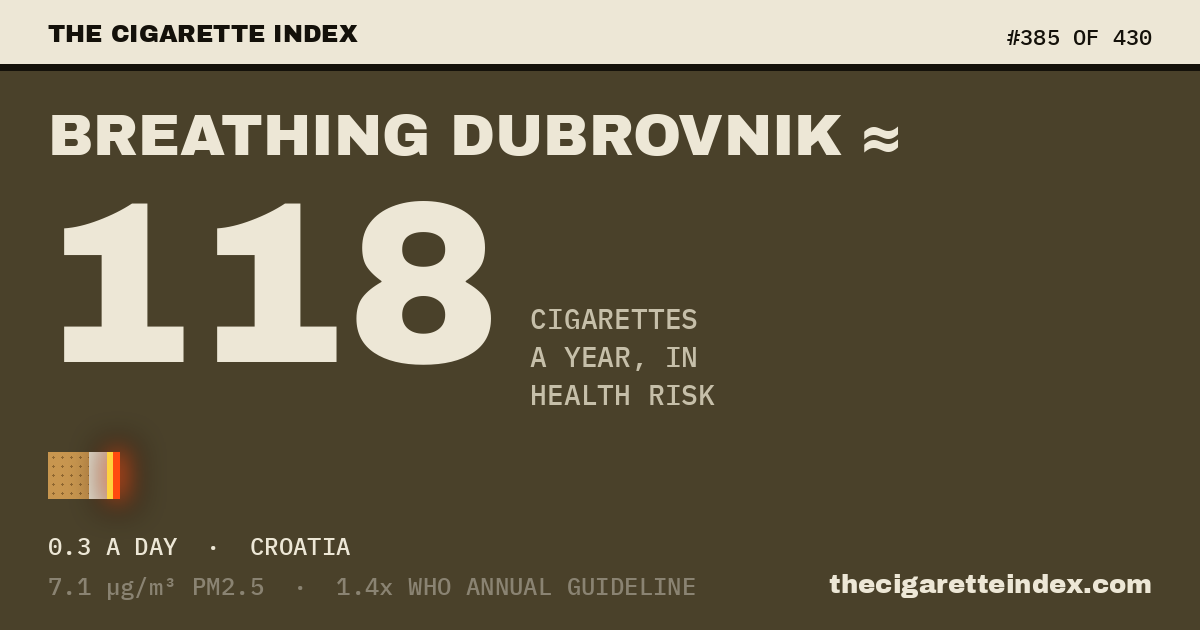 THE CIGARETTE INDEX
#385 OF 430
BREATHING DUBROVNIK ≈
118
CIGARETTES
A YEAR, IN
HEALTH RISK
0.3 A DAY · CROATIA
7.1 µg/m³ PM2.5 · 1.4x WHO ANNUAL GUIDELINE
thecigaretteindex.com